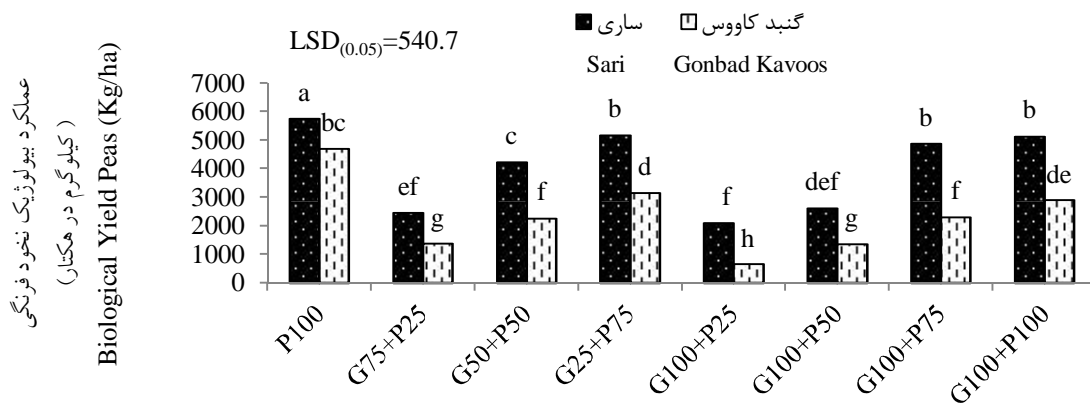 LSD(0.05)=540.7
ساری گنبد کاووس
Sari Gonbad Kavoos
عملکرد بیولوژیک نخود فرنگی
( کیلوگرم در هکتار)
Biological Yield Peas (Kg/ha)
7000
6000
5000
4000
3000
2000
1000
0
a bc ef g c f b d f h def g b f b de
P100 G75+P25 G50+P50 G25+P75 G100+P25 G100+P50 G100+P75 G100+P100